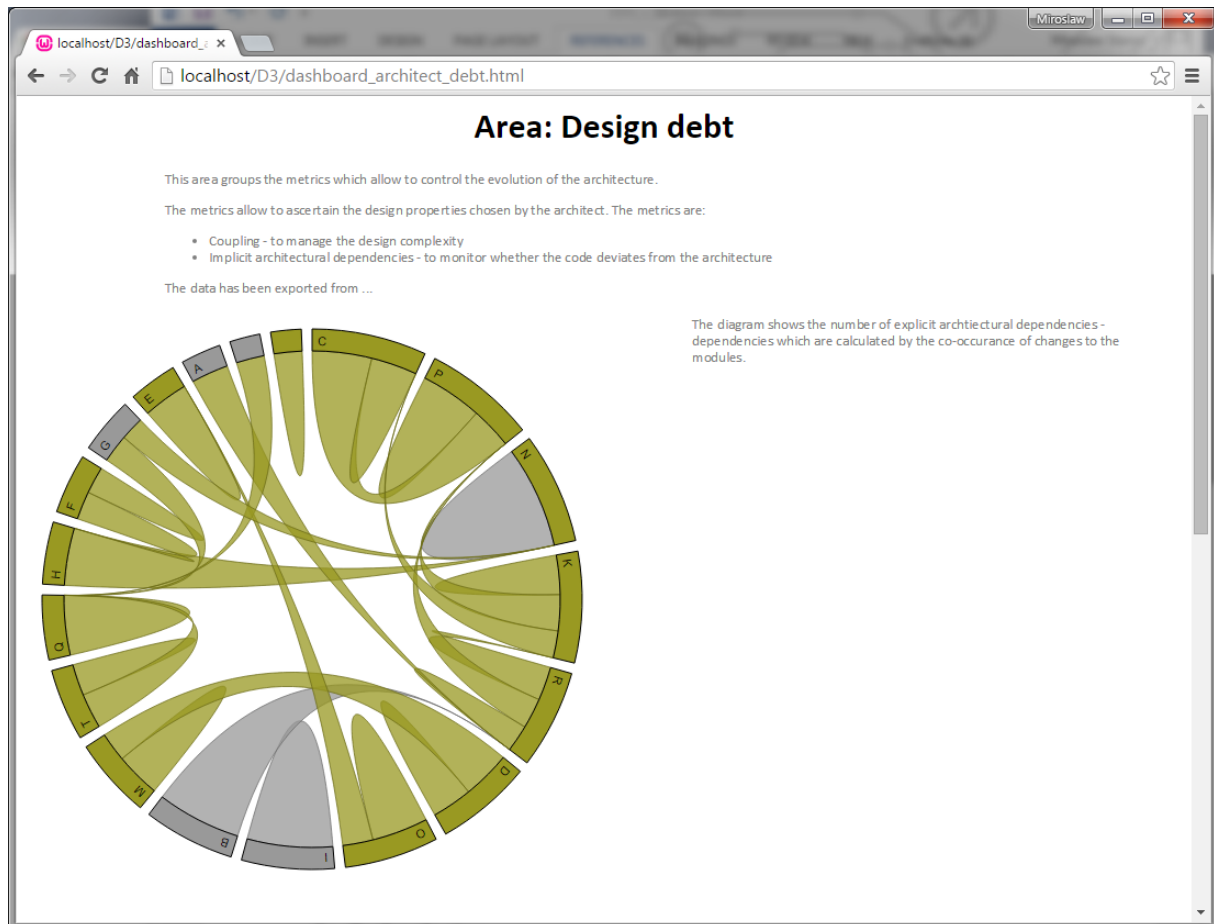 Miroslaw
localhost/D3/dashboard_a
localhost/D3/dashboard_architect_debt.html
Area: Design debt
This area groups the metrics which allow to control the evolution of the architecture.
The metrics allow to ascertain the design properties chosen by the architect. The metrics are:
• Coupling - to manage the design complexity
• Implicit architectural dependencies - to monitor whether the code deviates from the architecture
The data has been exported from ...
The diagram shows the number of explicit archtiectural dependencies -
dependencies which are calculated by the co-occurance of changes to the
modules.
C
P
N
K
R
D
O
I
B
M
T
Q
H
F
G
E
A